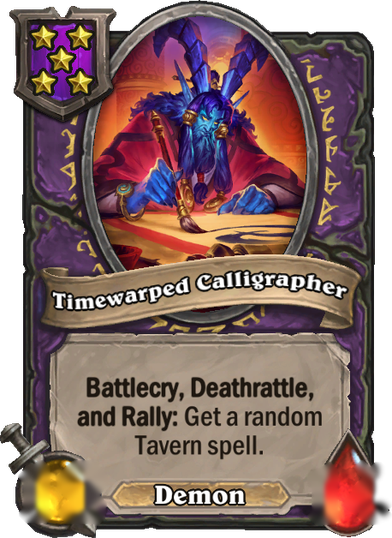 Timewarped Calligrapher
Battlecry, Deathrattle,
and Rally: Get a random
Tavern spell.
Demon